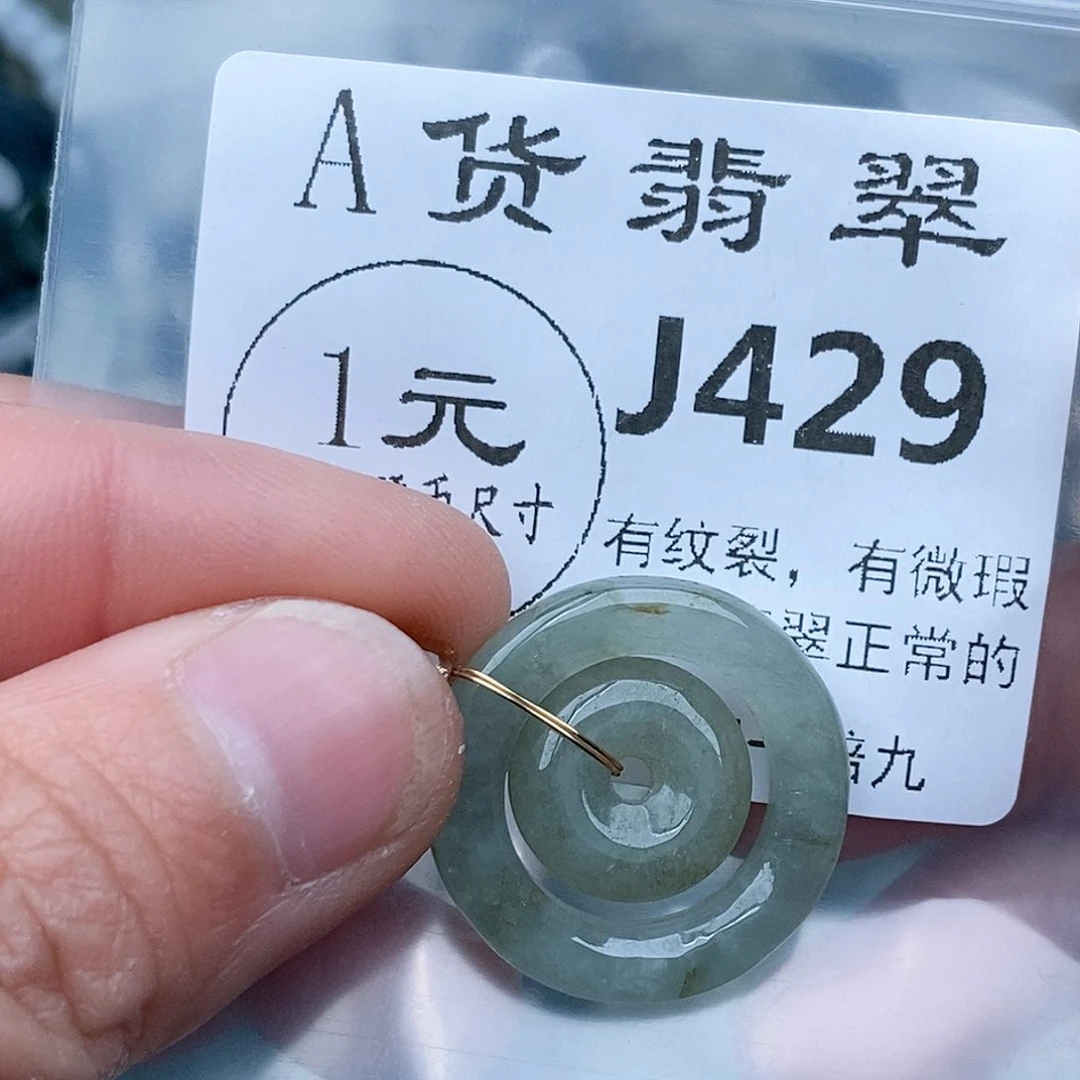 A货翡翠
1元
J429
尺寸
有纹裂，有微瑕
翠正常的
倍九